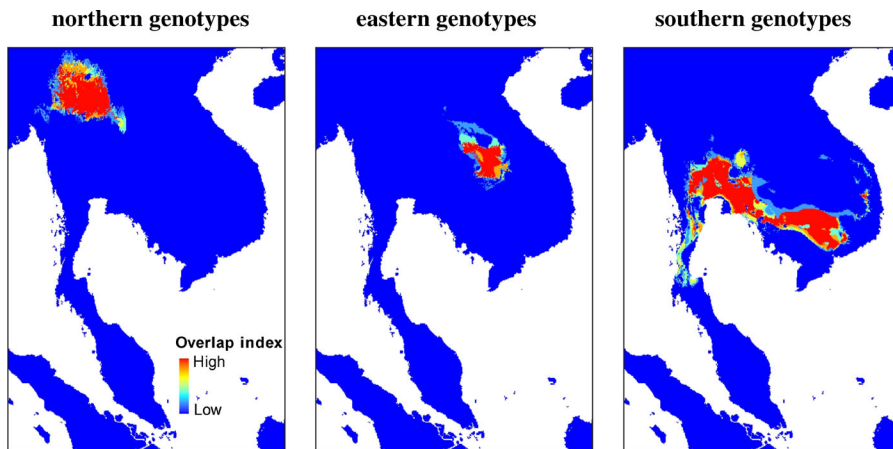 northern genotypes
eastern genotypes
southern genotypes
Overlap index
High
Low